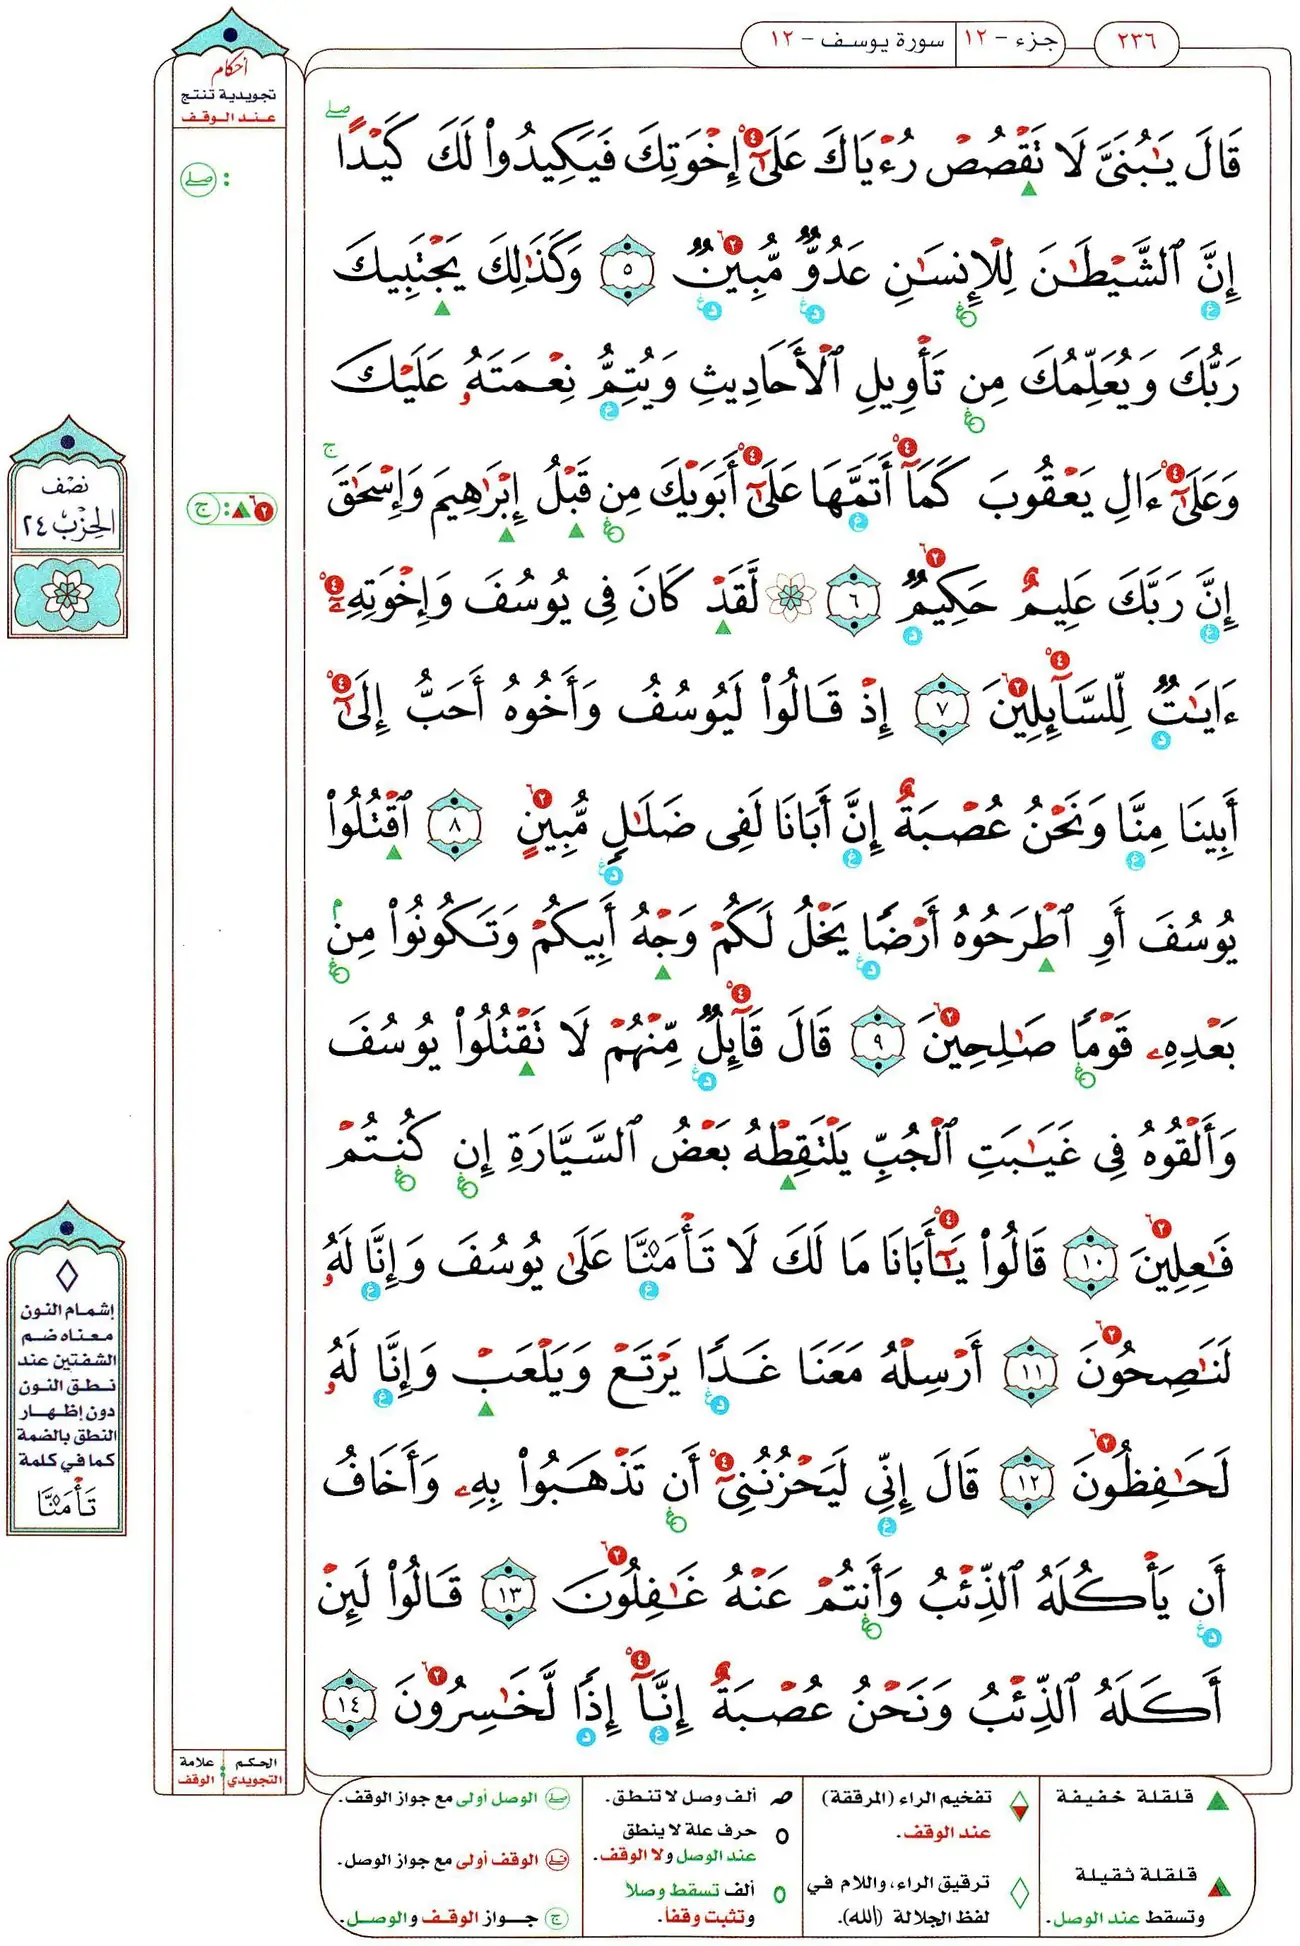 ٢٣٦
جزء - ١٢
سورة يوسف - ١٢
أحكام
تجويدية تنتج
عند الوقف
قَالَ يَٰبُنَىَّ لَا تَقْصُصْ رُءْيَاكَ عَلَىٰٓ إِخْوَتِكَ فَيَكِيدُوا۟ لَكَ كَيْدًا ۖ
إِنَّ ٱلشَّيْطَٰنَ لِلْإِنسَٰنِ عَدُوٌّ مُّبِينٌ ٥ وَكَذَٰلِكَ يَجْتَبِيكَ
رَبُّكَ وَيُعَلِّمُكَ مِن تَأْوِيلِ ٱلْأَحَادِيثِ وَيُتِمُّ نِعْمَتَهُۥ عَلَيْكَ
وَعَلَىٰٓ ءَالِ يَعْقُوبَ كَمَآ أَتَمَّهَا عَلَىٰٓ أَبَوَيْكَ مِن قَبْلُ إِبْرَٰهِيمَ وَإِسْحَٰقَ ۚ
إِنَّ رَبَّكَ عَلِيمٌ حَكِيمٌ ٦ ۞ لَّقَدْ كَانَ فِى يُوسُفَ وَإِخْوَتِهِۦٓ
ءَايَٰتٌ لِّلسَّآئِلِينَ ٧ إِذْ قَالُوا۟ لَيُوسُفُ وَأَخُوهُ أَحَبُّ إِلَىٰٓ
أَبِينَا مِنَّا وَنَحْنُ عُصْبَةٌ إِنَّ أَبَانَا لَفِى ضَلَٰلٍ مُّبِينٍ ٨ ٱقْتُلُوا۟
يُوسُفَ أَوِ ٱطْرَحُوهُ أَرْضًا يَخْلُ لَكُمْ وَجْهُ أَبِيكُمْ وَتَكُونُوا۟ مِنۢ
بَعْدِهِۦ قَوْمًا صَٰلِحِينَ ٩ قَالَ قَآئِلٌ مِّنْهُمْ لَا تَقْتُلُوا۟ يُوسُفَ
وَأَلْقُوهُ فِى غَيَٰبَتِ ٱلْجُبِّ يَلْتَقِطْهُ بَعْضُ ٱلسَّيَّارَةِ إِن كُنتُمْ
فَٰعِلِينَ ١٠ قَالُوا۟ يَٰٓأَبَانَا مَا لَكَ لَا تَأْمَ۫نَّا عَلَىٰ يُوسُفَ وَإِنَّا لَهُۥ
لَنَٰصِحُونَ ١١ أَرْسِلْهُ مَعَنَا غَدًا يَرْتَعْ وَيَلْعَبْ وَإِنَّا لَهُۥ
لَحَٰفِظُونَ ١٢ قَالَ إِنِّى لَيَحْزُنُنِىٓ أَن تَذْهَبُوا۟ بِهِۦ وَأَخَافُ
أَن يَأْكُلَهُ ٱلذِّئْبُ وَأَنتُمْ عَنْهُ غَٰفِلُونَ ١٣ قَالُوا۟ لَئِنْ
أَكَلَهُ ٱلذِّئْبُ وَنَحْنُ عُصْبَةٌ إِنَّآ إِذًا لَّخَٰسِرُونَ ١٤
صلے :
ج :
نصف
الحزب ٢٤
إشمام النون
معناه ضم
الشفتين عند
نطق النون
دون إظهار
النطق بالضمة
كما في كلمة
تَأْمَ۫نَّا
الحكم : علامة
التجويدي : الوقف
قلقلة خفيفة
قلقلة ثقيلة
وتسقط عند الوصل.
تفخيم الراء (المرققة)
عند الوقف.
ترقيق الراء، واللام في
لفظ الجلالة (الله).
ألف وصل لا تنطق.
حرف علة لا ينطق
عند الوصل ولا الوقف.
ألف تسقط وصلاً
وتثبت وقفاً.
صلے الوصل أولى مع جواز الوقف.
قلے الوقف أولى مع جواز الوصل.
ج جواز الوقف والوصل.